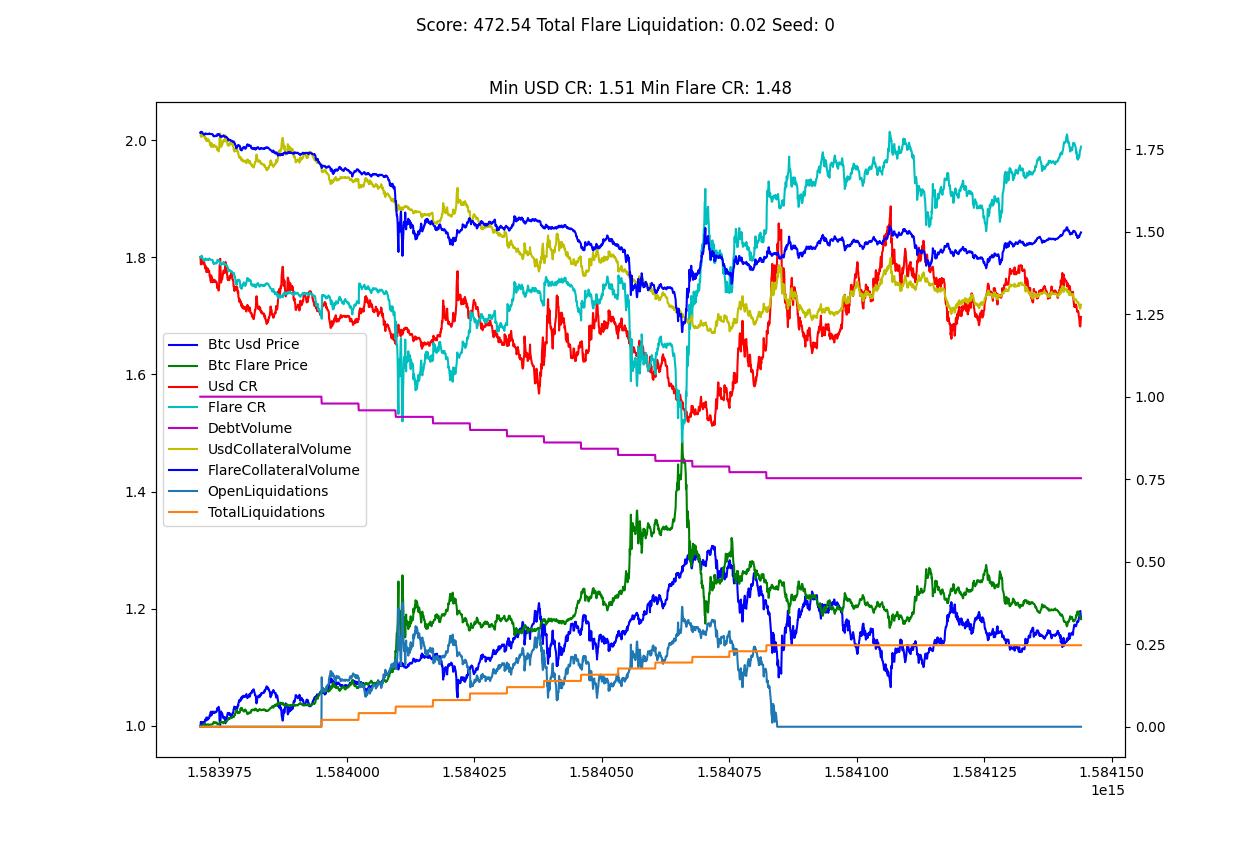 Score: 472.54 Total Flare Liquidation: 0.02 Seed: 0
Min USD CR: 1.51 Min Flare CR: 1.48
2.0
1.8
1.6
1.4
1.2
1.0
Btc Usd Price
Btc Flare Price
Usd CR
Flare CR
DebtVolume
UsdCollateralVolume
FlareCollateralVolume
OpenLiquidations
TotalLiquidations
1.75
1.50
1.25
1.00
0.75
0.50
0.25
0.00
1.583975 1.584000 1.584025 1.584050 1.584075 1.584100 1.584125 1.584150
1e15